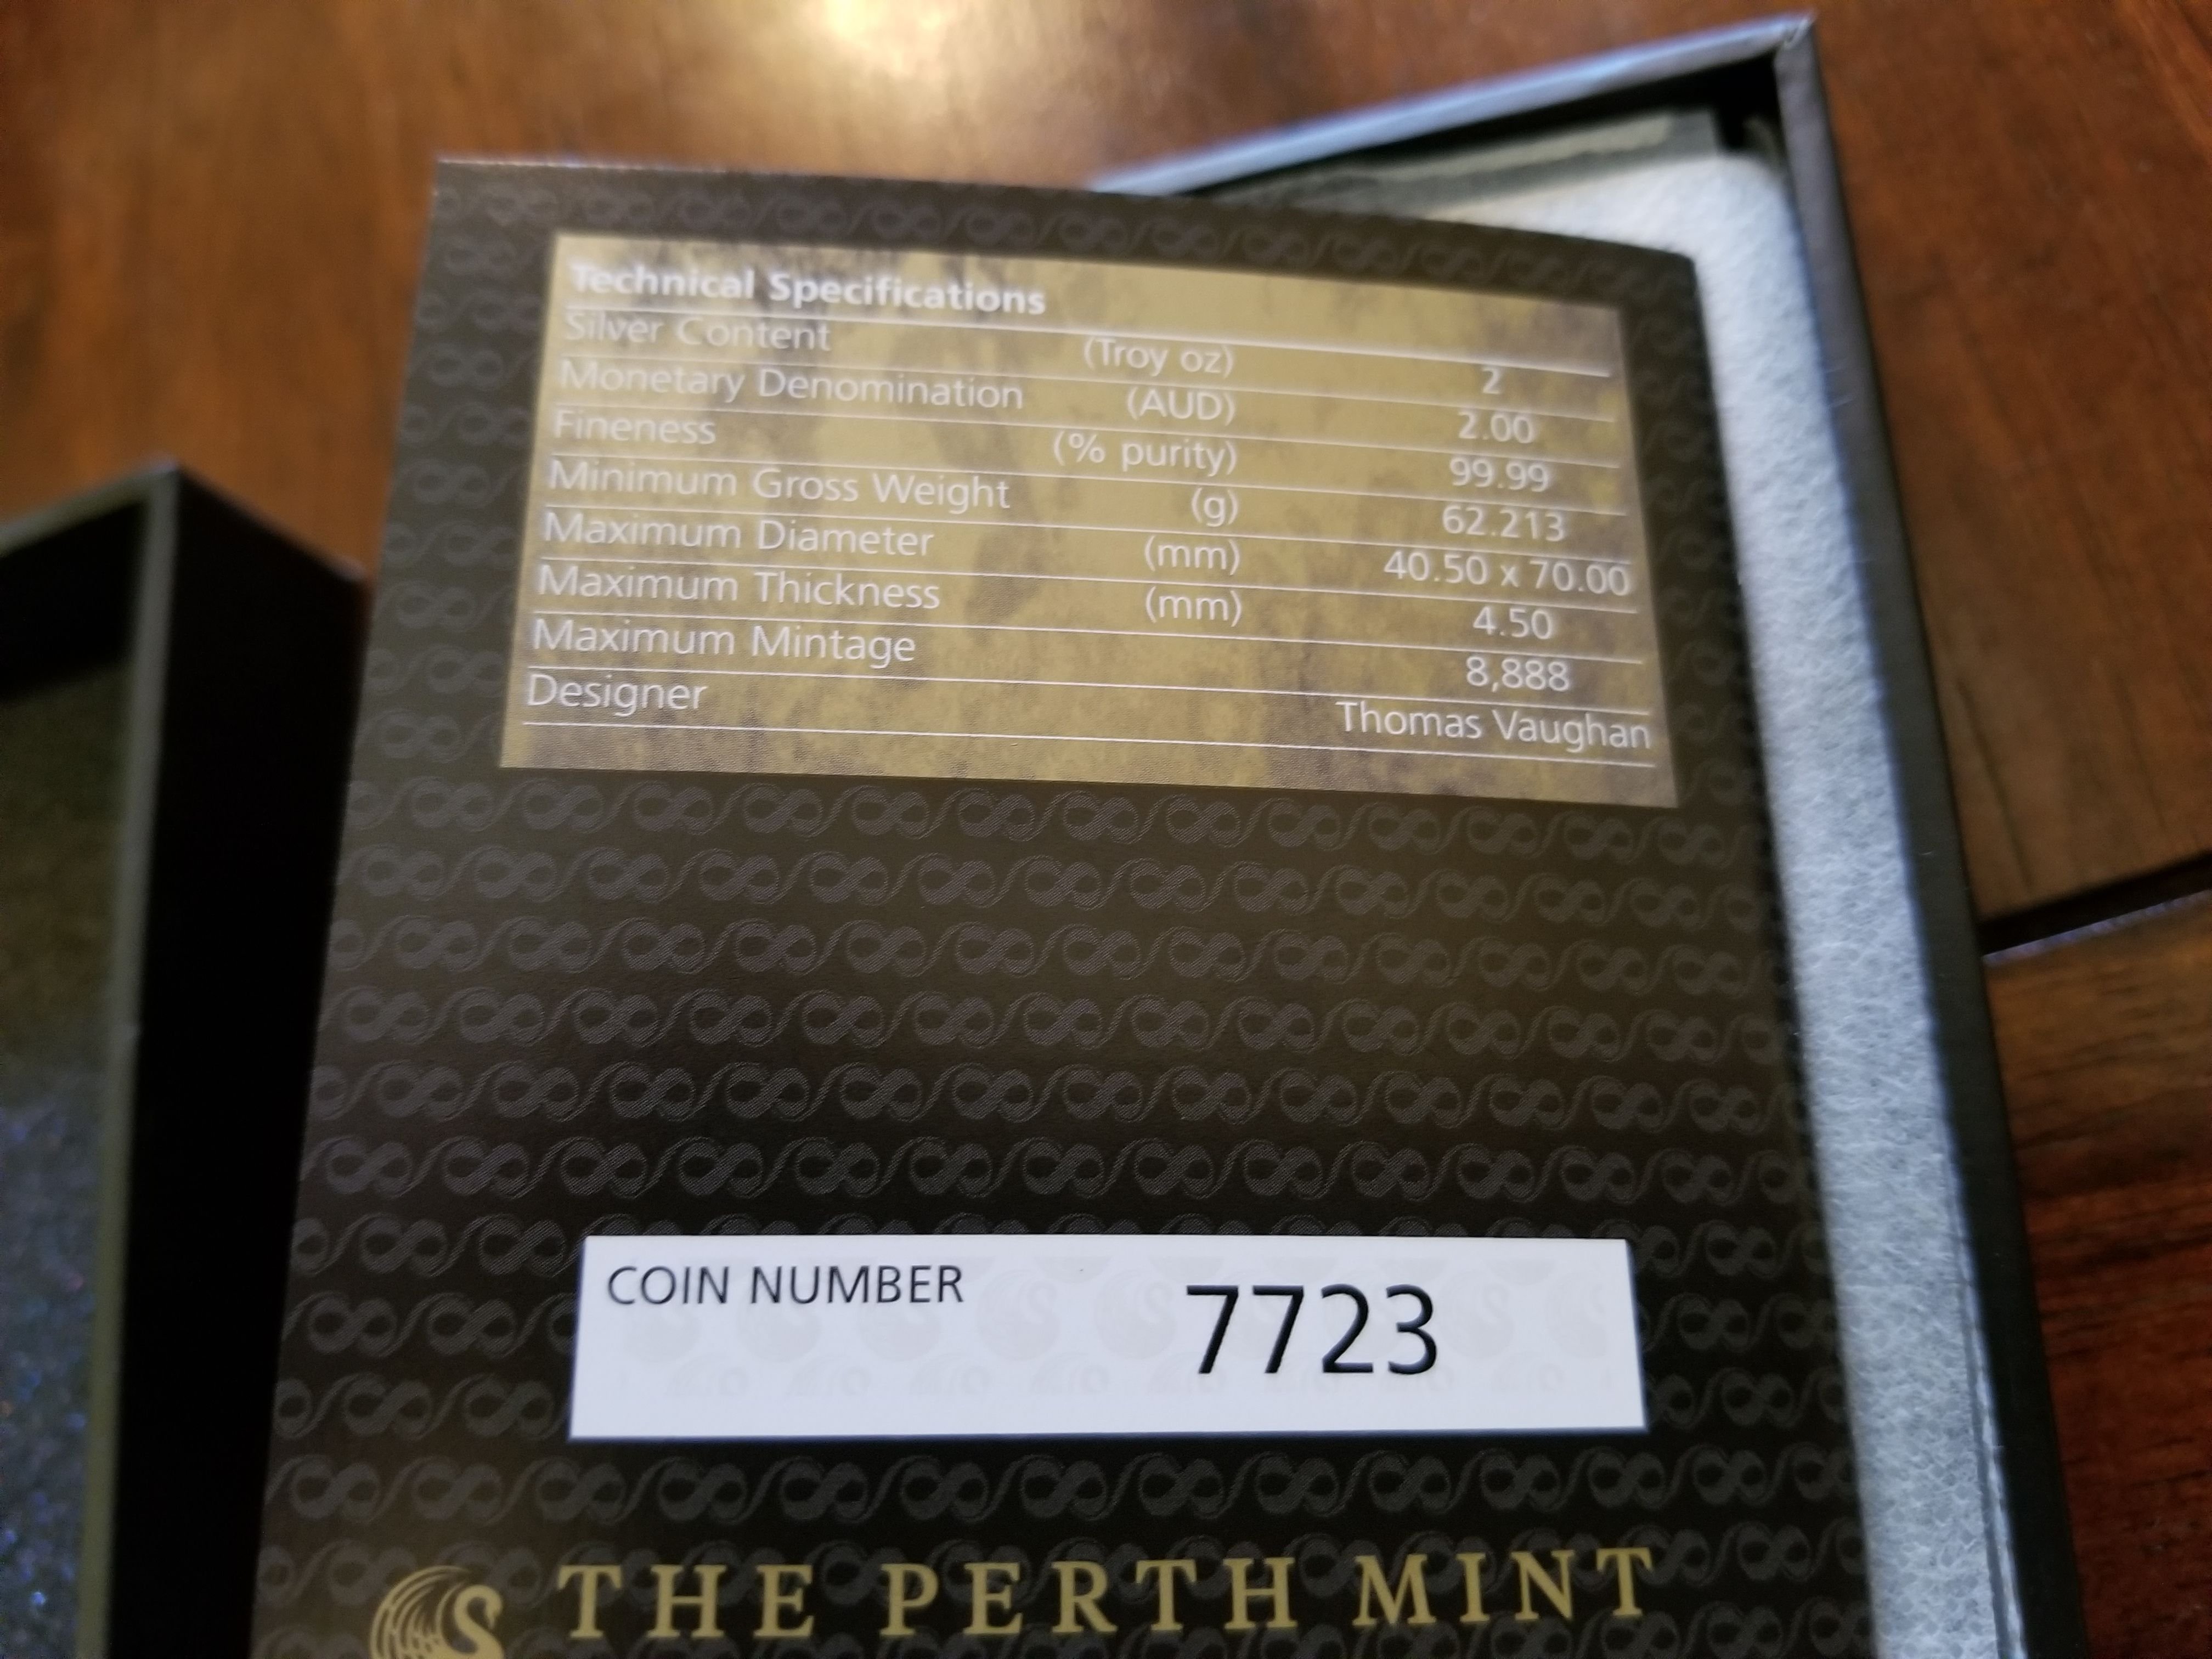 Technical Specifications
Silver Content (Troy oz) 2
Monetary Denomination (AUD) 2.00
Fineness (% purity) 99.99
Minimum Gross Weight (g) 62.213
Maximum Diameter (mm) 40.50 x 70.00
Maximum Thickness (mm) 4.50
Maximum Mintage 8,888
Designer Thomas Vaughan
COIN NUMBER 7723
THE PERTH MINT